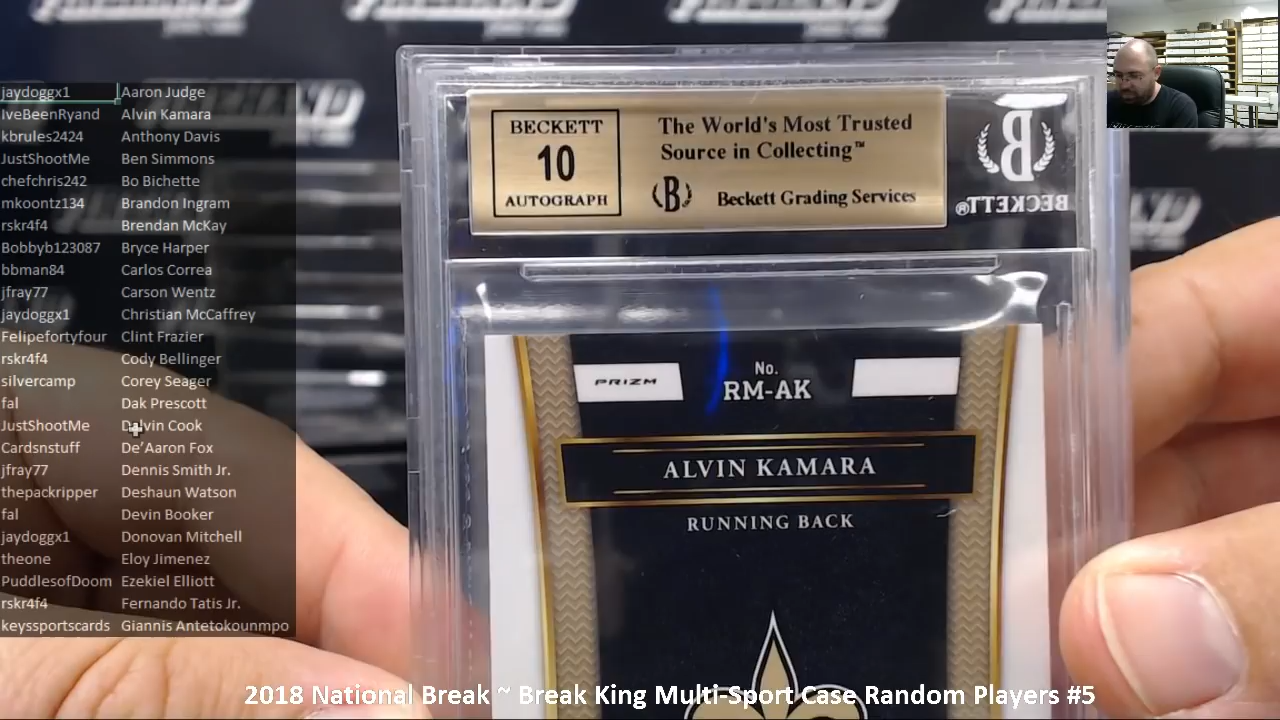 jaydoggx1 Aaron Judge
IveBeenRyand Alvin Kamara
kbrules2424 Anthony Davis
JustShootMe Ben Simmons
chefchris242 Bo Bichette
mkoontz134 Brandon Ingram
rskr4f4 Brendan McKay
Bobbyb123087 Bryce Harper
bbman84 Carlos Correa
jfray77 Carson Wentz
jaydoggx1 Christian McCaffrey
Felipefortyfour Clint Frazier
rskr4f4 Cody Bellinger
silvercamp Corey Seager
fal Dak Prescott
JustShootMe Dalvin Cook
Cardsnstuff De'Aaron Fox
jfray77 Dennis Smith Jr.
thepackripper Deshaun Watson
fal Devin Booker
jaydoggx1 Donovan Mitchell
theone Eloy Jimenez
PuddlesofDoom Ezekiel Elliott
rskr4f4 Fernando Tatis Jr.
keyssportscards Giannis Antetokounmpo
BECKETT
10
AUTOGRAPH
The World's Most Trusted
Source in Collecting™
B Beckett Grading Services
B
BECKETT®
PRIZM
No.
RM-AK
ALVIN KAMARA
RUNNING BACK
2018 National Break ~ Break King Multi-Sport Case Random Players #5